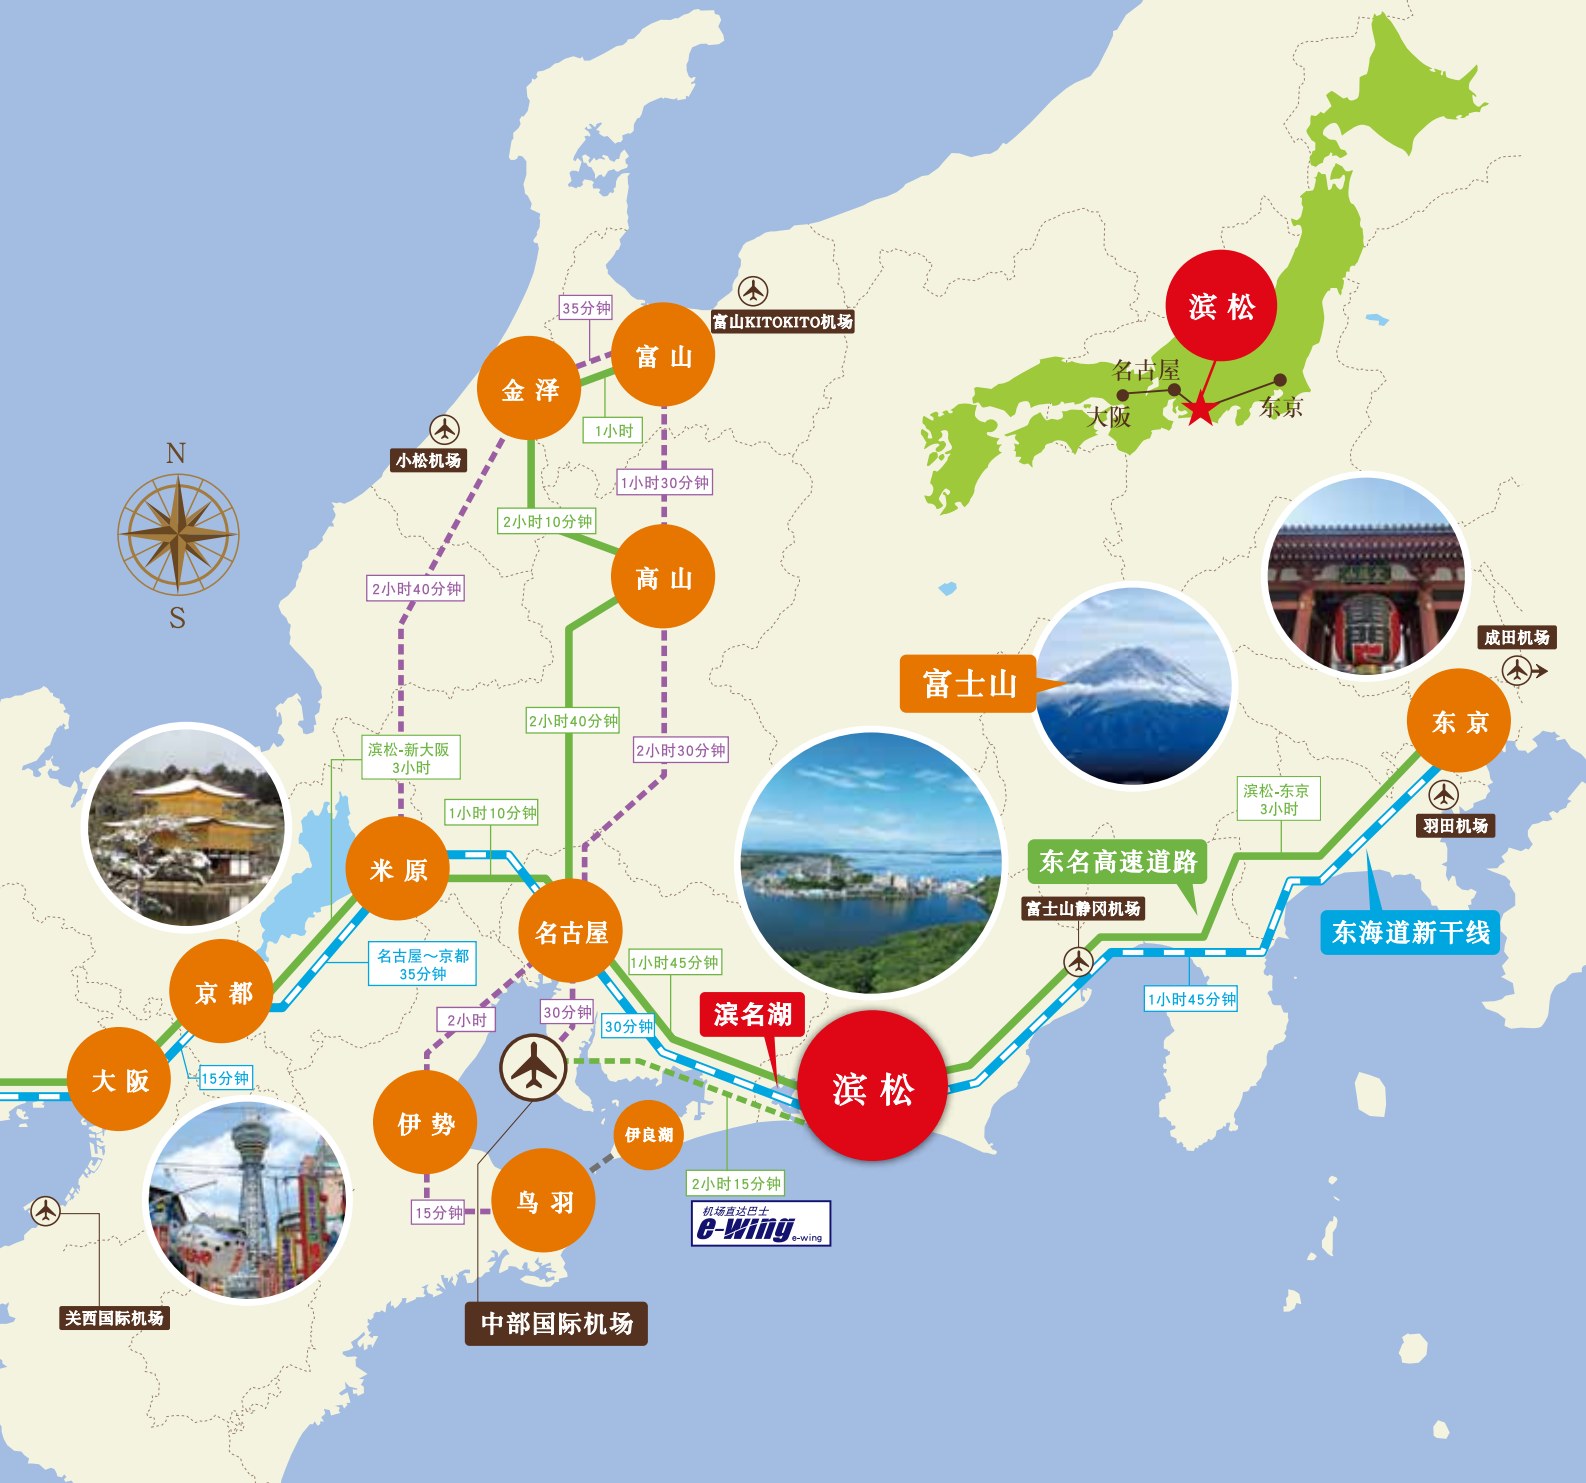 滨松
名古屋
大阪
东京
35分钟
富山
富山KITOKITO机场
金泽
1小时
小松机场
1小时30分钟
2小时10分钟
N
S
高山
2小时40分钟
2小时40分钟
2小时30分钟
滨松-新大阪
3小时
1小时10分钟
米原
名古屋
名古屋～京都
35分钟
京都
大阪
15分钟
富士山
成田机场
东京
羽田机场
滨松-东京
3小时
东名高速道路
富士山静冈机场
东海道新干线
1小时45分钟
1小时45分钟
30分钟
30分钟
2小时
滨名湖
滨松
伊势
伊良湖
鸟羽
15分钟
2小时15分钟
机场直达巴士
e-wing
e-wing
关西国际机场
中部国际机场